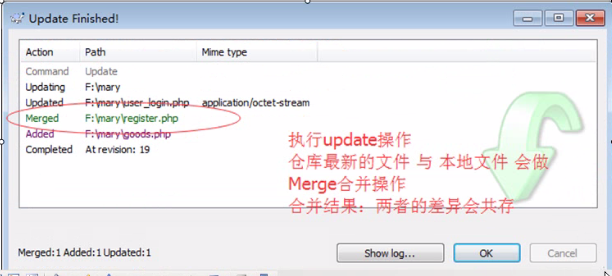 Update Finished!
Action Path Mime type
Command Update
Updating F:\mary
Updated F:\mary\user_login.php application/octet-stream
Merged F:\mary\register.php
Added F:\mary\goods.php
Completed At revision: 19
执行update操作
仓库最新的文件 与 本地文件 会做
Merge合并操作
合并结果：两者的差异会共存
Merged:1 Added:1 Updated:1
Show log...
OK
Cancel